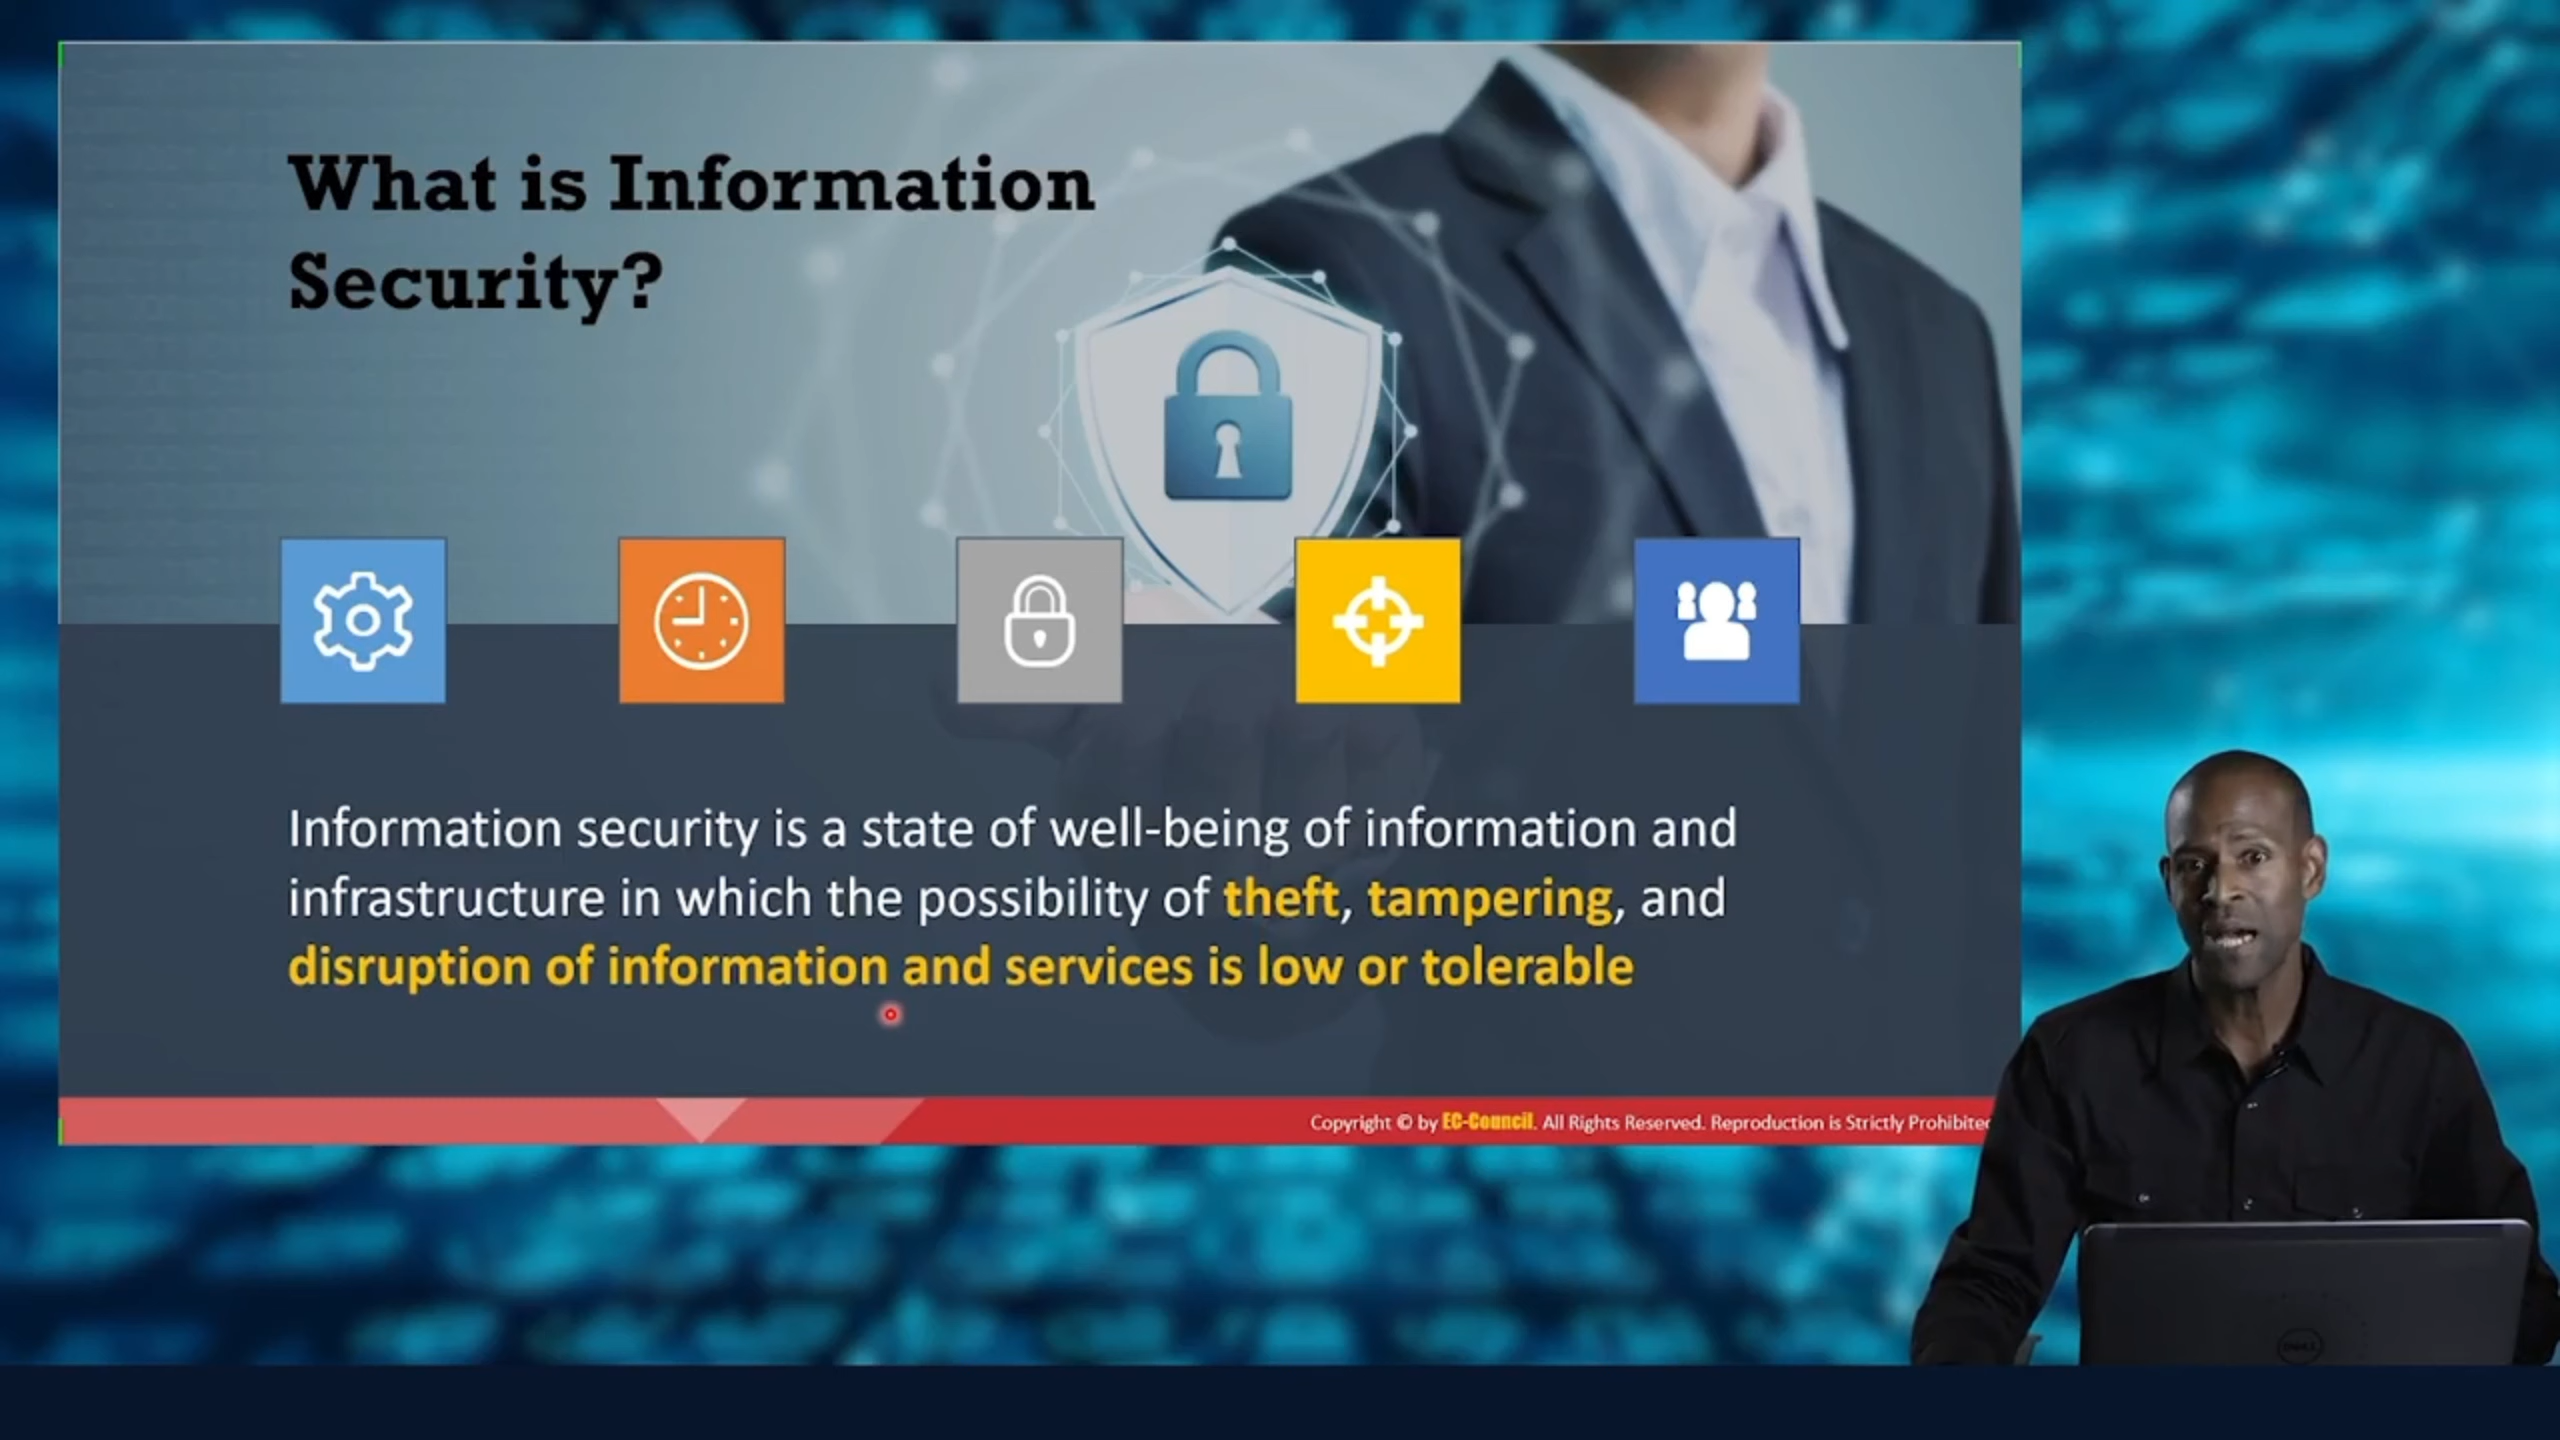 What is Information
Security?
Information security is a state of well-being of information and
infrastructure in which the possibility of theft, tampering, and
disruption of information and services is low or tolerable
Copyright © by EC-Council. All Rights Reserved. Reproduction is Strictly Prohibited
DELL